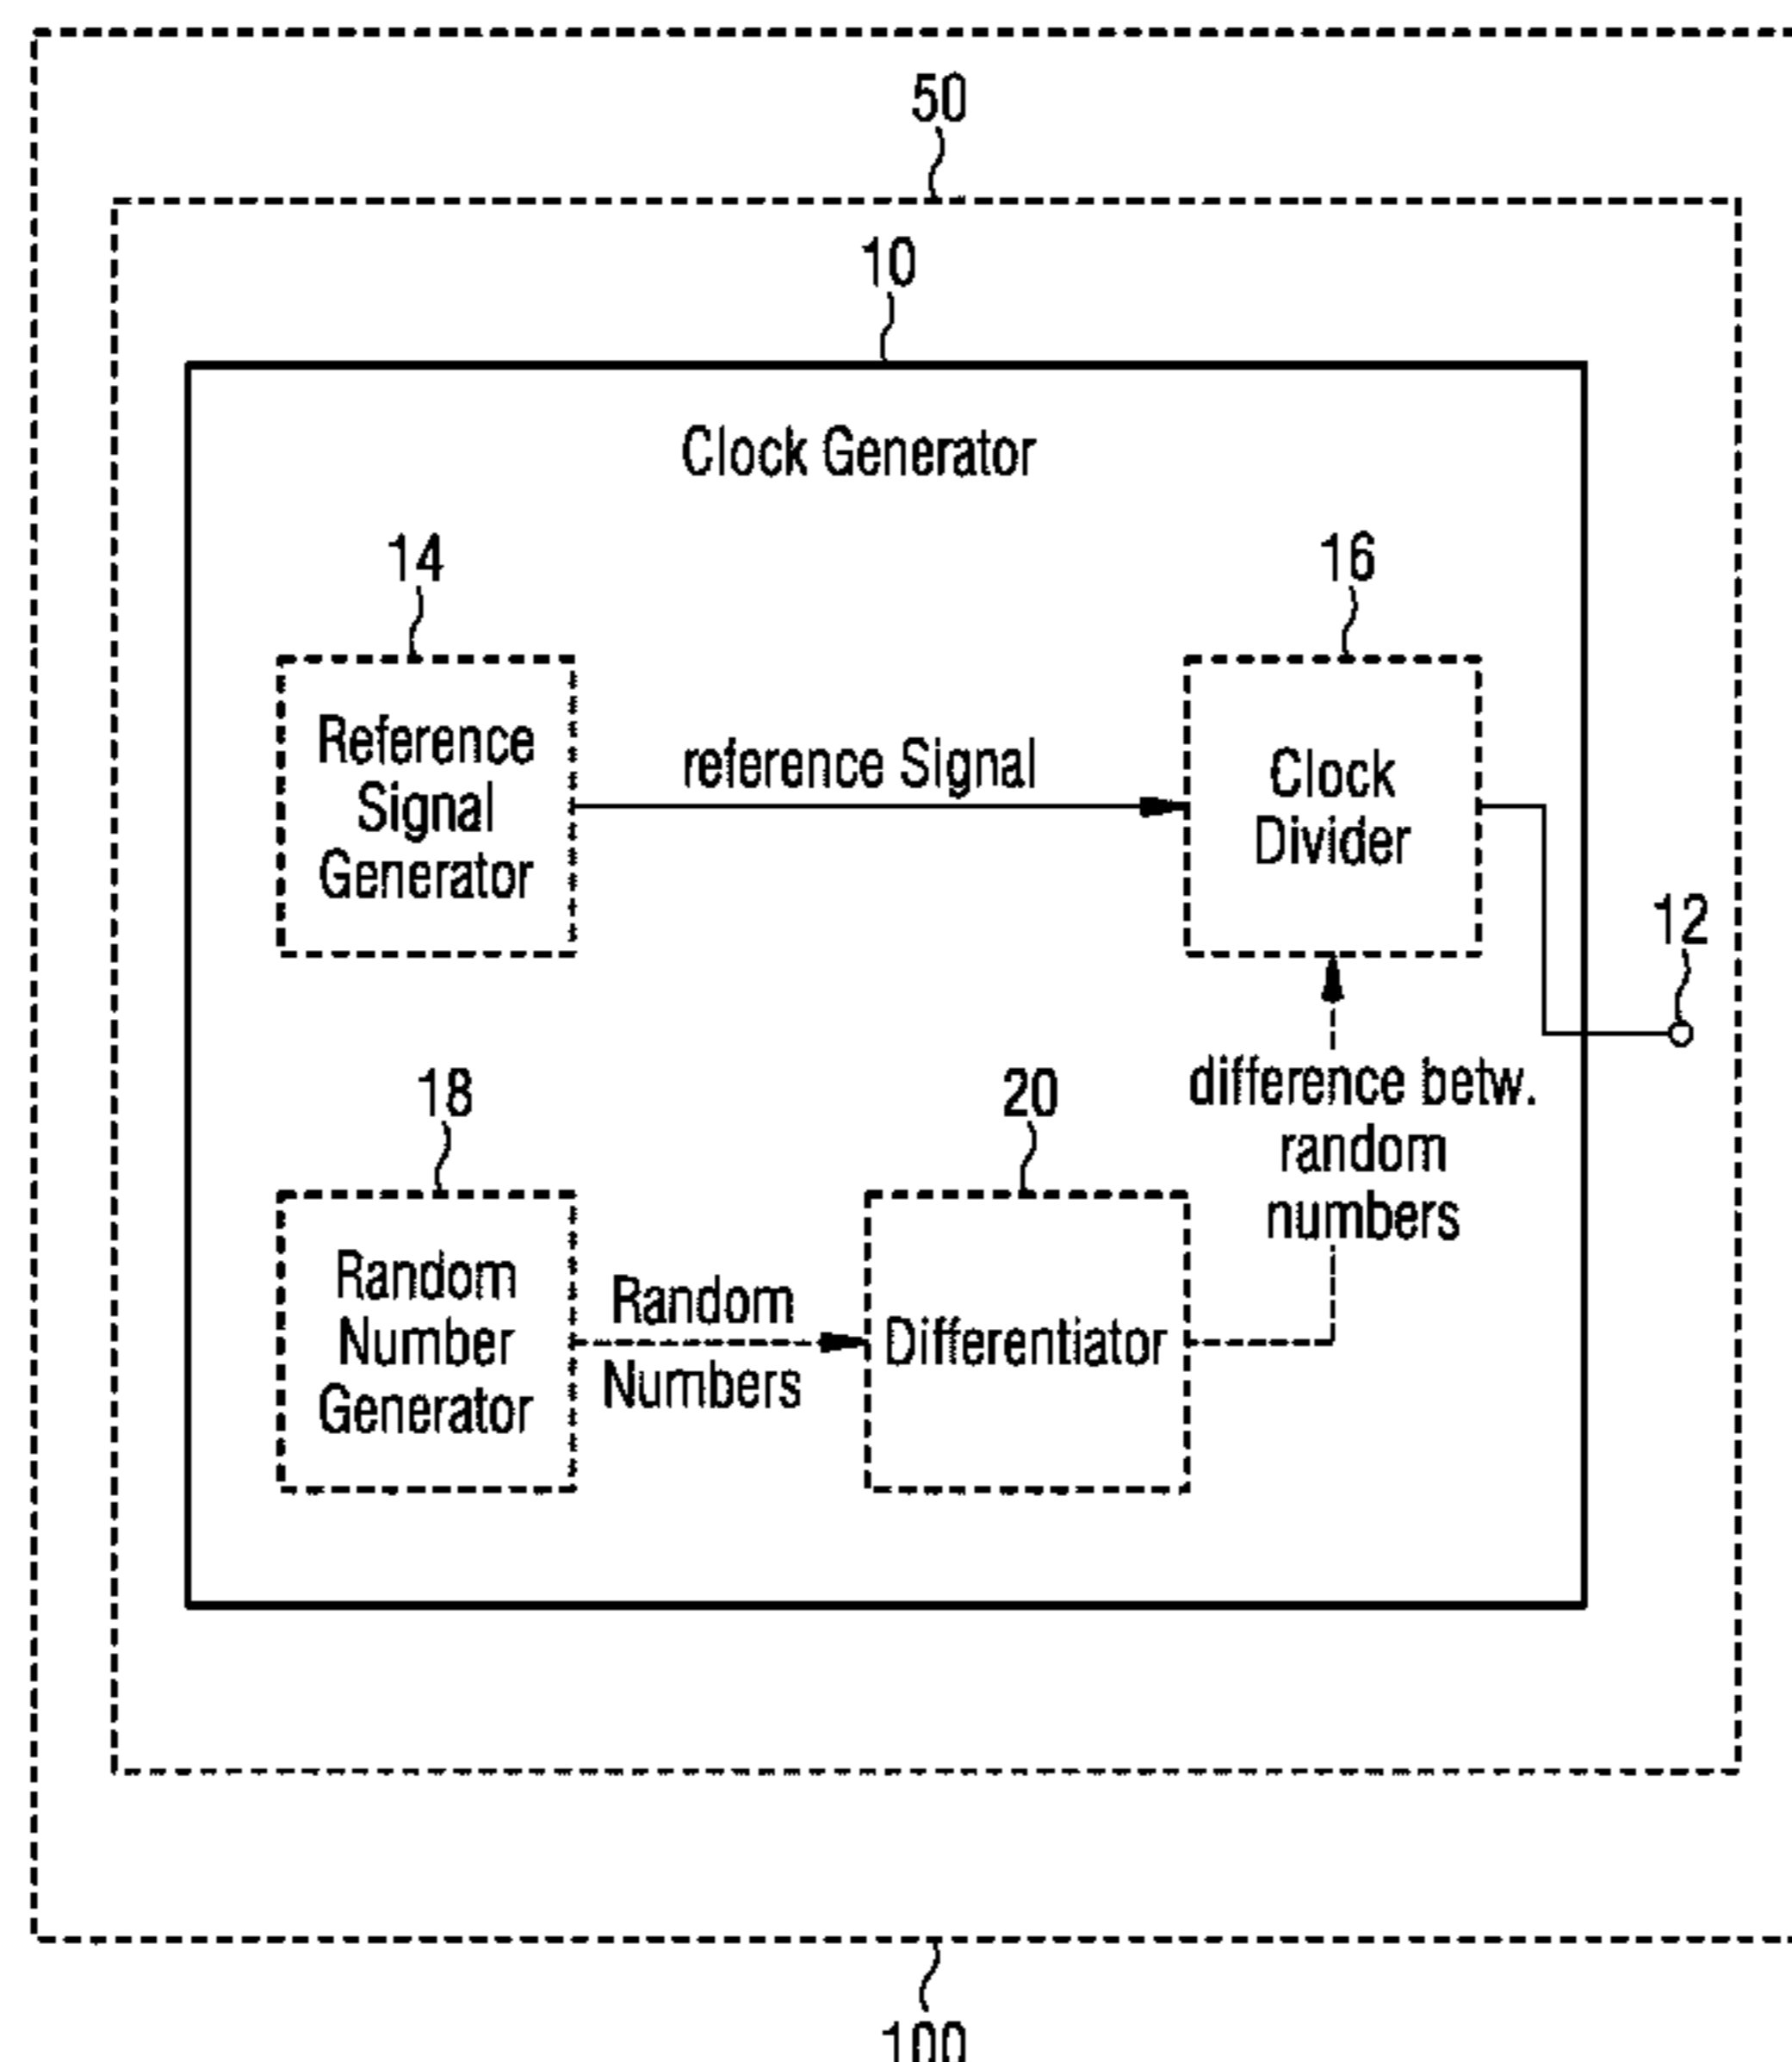 50
10
Clock Generator
14
16
Reference
Signal
Generator
reference Signal
Clock
Divider
12
18
20
difference betw.
random
numbers
Random
Number
Generator
Random
Numbers
Differentiator
100